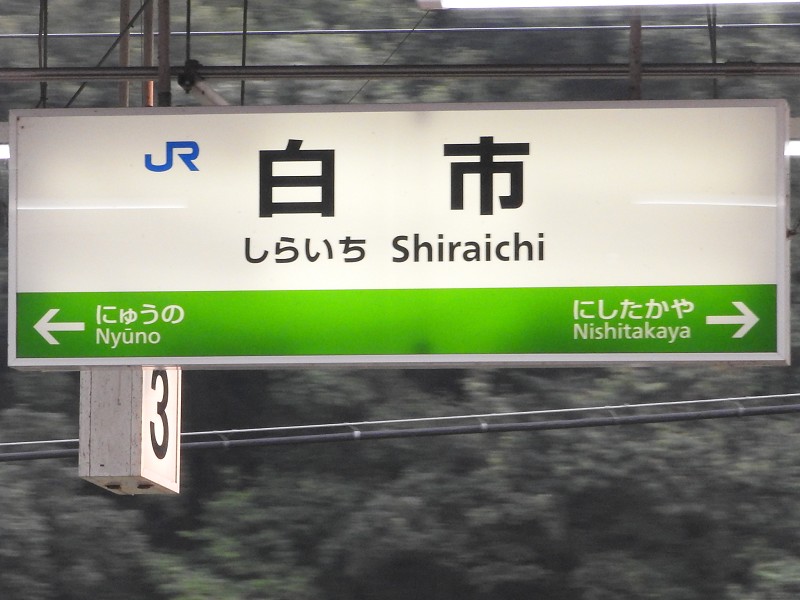 JR 白市
しらいち Shiraichi
← にゅうの
Nyūno
にしたかや →
Nishitakaya
3